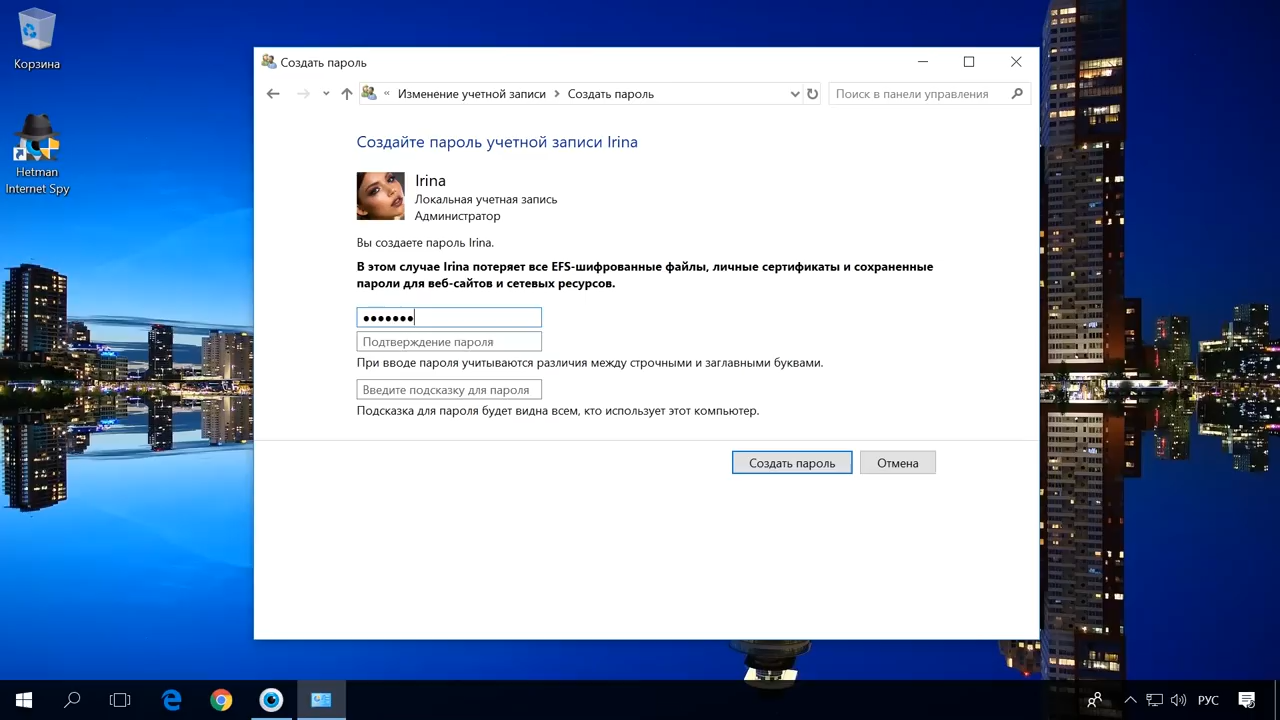 Корзина
Hetman
Internet Spy
Создать пароль
« Изменение учетной записи > Создать пароль
Поиск в панели управления
Создайте пароль учетной записи Irina
Irina
Локальная учетная запись
Администратор
Вы создаете пароль Irina.
В этом случае Irina потеряет все EFS-шифрованные файлы, личные сертификаты и сохраненные
пароли для веб-сайтов и сетевых ресурсов.
●●●●●●●
Подтверждение пароля
При вводе пароля учитываются различия между строчными и заглавными буквами.
Введите подсказку для пароля
Подсказка для пароля будет видна всем, кто использует этот компьютер.
Создать пароль
Отмена
РУС